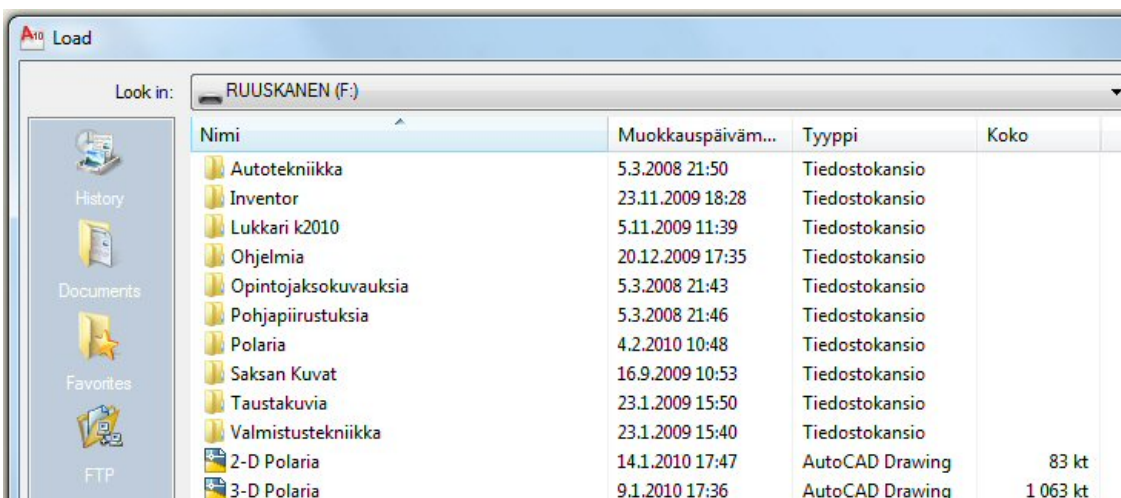 A10 Load
Look in: RUUSKANEN (F:)
Nimi Muokkauspäiväm... Tyyppi Koko
History
Documents
Favorites
FTP
Autotekniikka 5.3.2008 21:50 Tiedostokansio
Inventor 23.11.2009 18:28 Tiedostokansio
Lukkari k2010 5.11.2009 11:39 Tiedostokansio
Ohjelmia 20.12.2009 17:35 Tiedostokansio
Opintojaksokuvauksia 5.3.2008 21:43 Tiedostokansio
Pohjapiirustuksia 5.3.2008 21:46 Tiedostokansio
Polaria 4.2.2010 10:48 Tiedostokansio
Saksan Kuvat 16.9.2009 10:53 Tiedostokansio
Taustakuvia 23.1.2009 15:50 Tiedostokansio
Valmistustekniikka 23.1.2009 15:40 Tiedostokansio
2-D Polaria 14.1.2010 17:47 AutoCAD Drawing 83 kt
3-D Polaria 9.1.2010 17:36 AutoCAD Drawing 1 063 kt